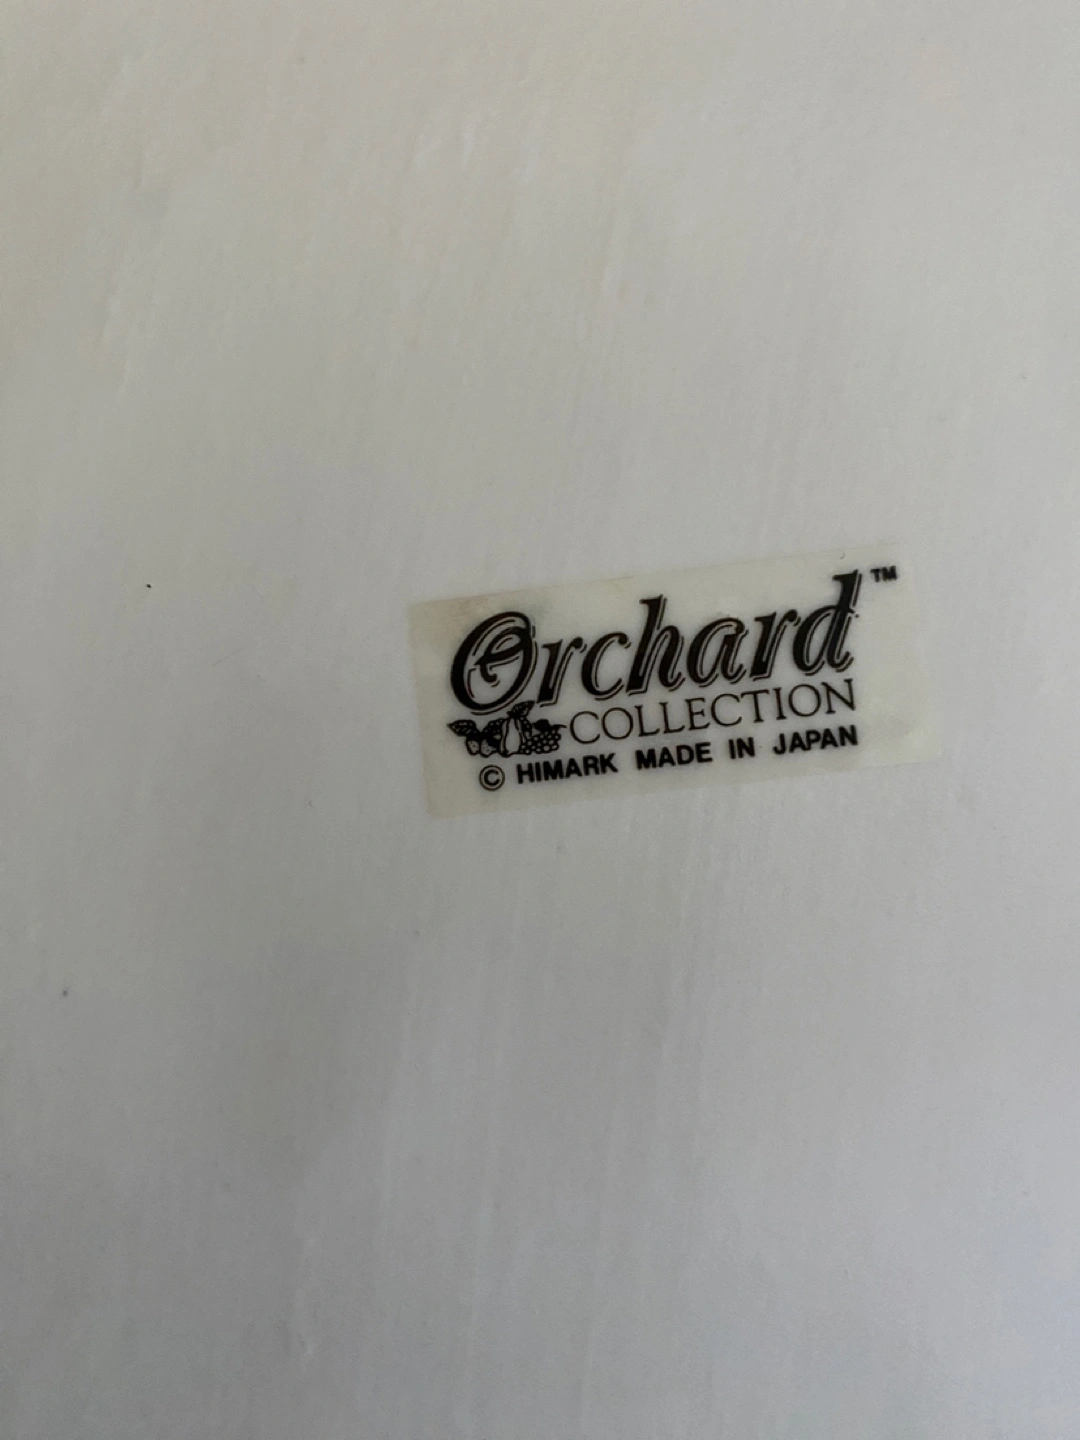 Orchard™
COLLECTION
© HIMARK MADE IN JAPAN